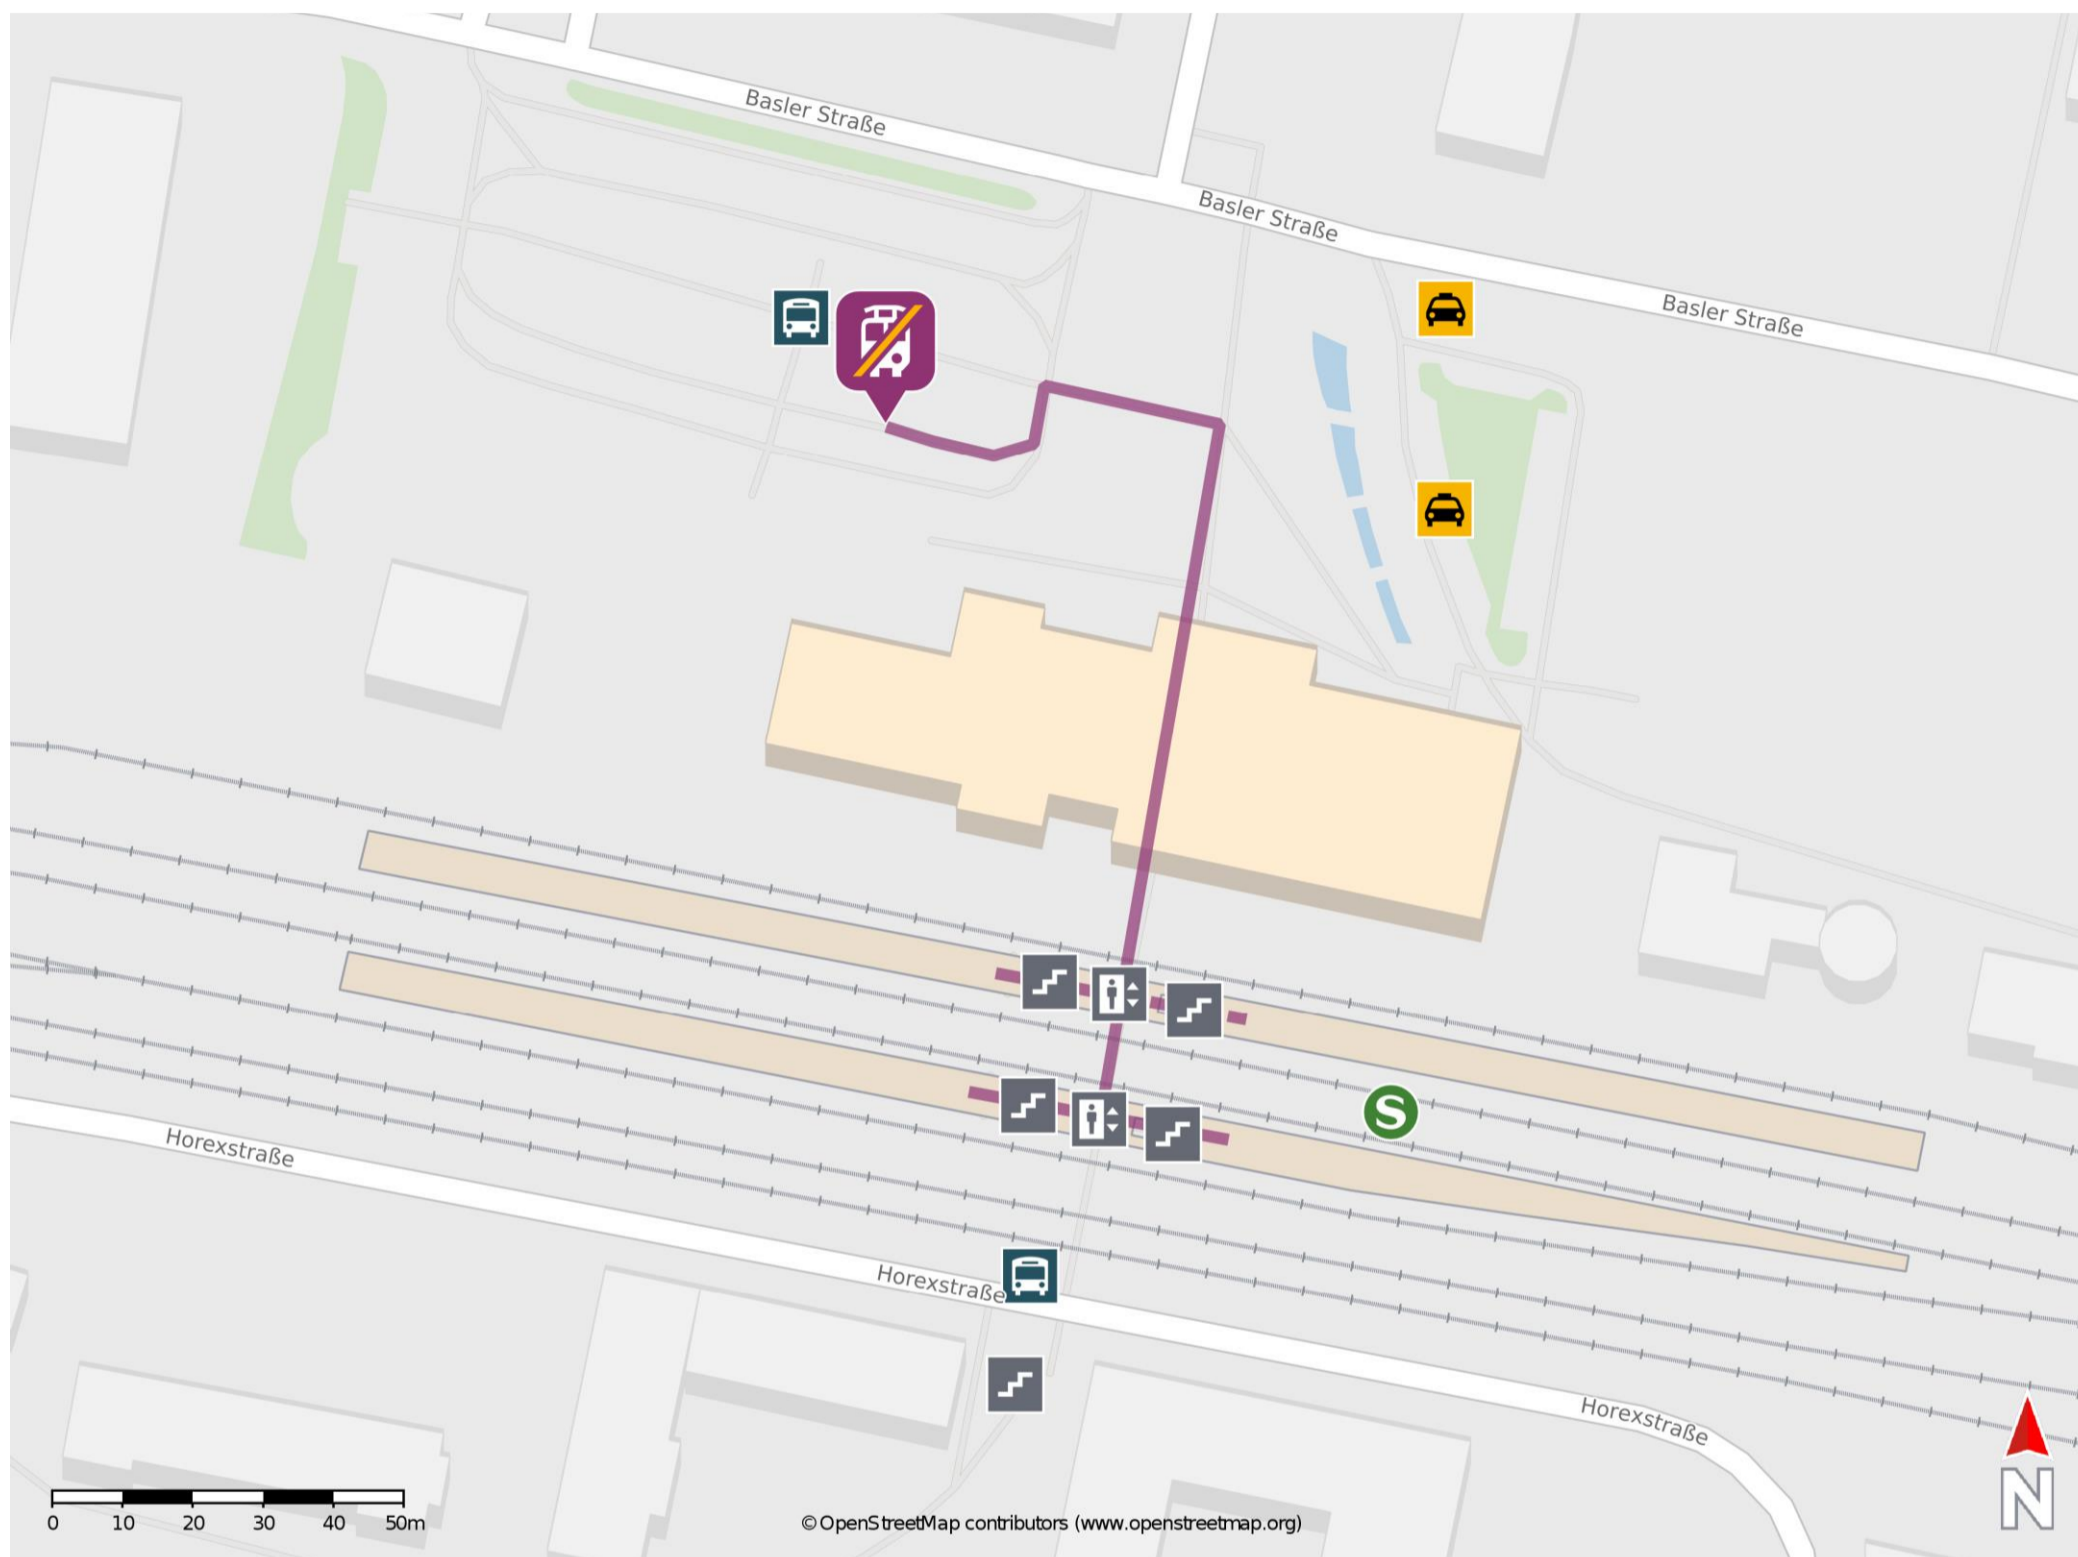 Basler Straße
Basler Straße
Basler Straße
S
Horexstraße
Horexstraße
Horexstraße
N
0 10 20 30 40 50m
© OpenStreetMap contributors (www.openstreetmap.org)